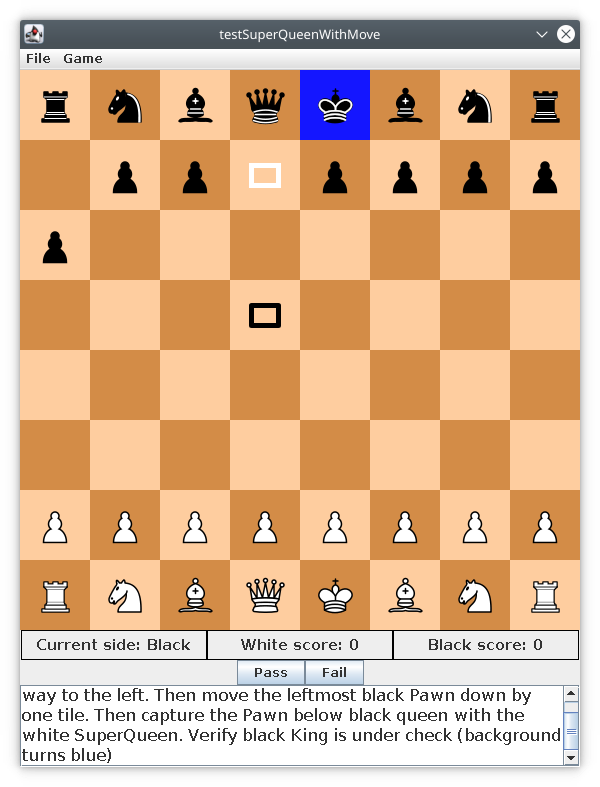 testSuperQueenWithMove
File Game
Current side: Black White score: 0 Black score: 0
Pass Fail
way to the left. Then move the leftmost black Pawn down by
one tile. Then capture the Pawn below black queen with the
white SuperQueen. Verify black King is under check (background
turns blue)